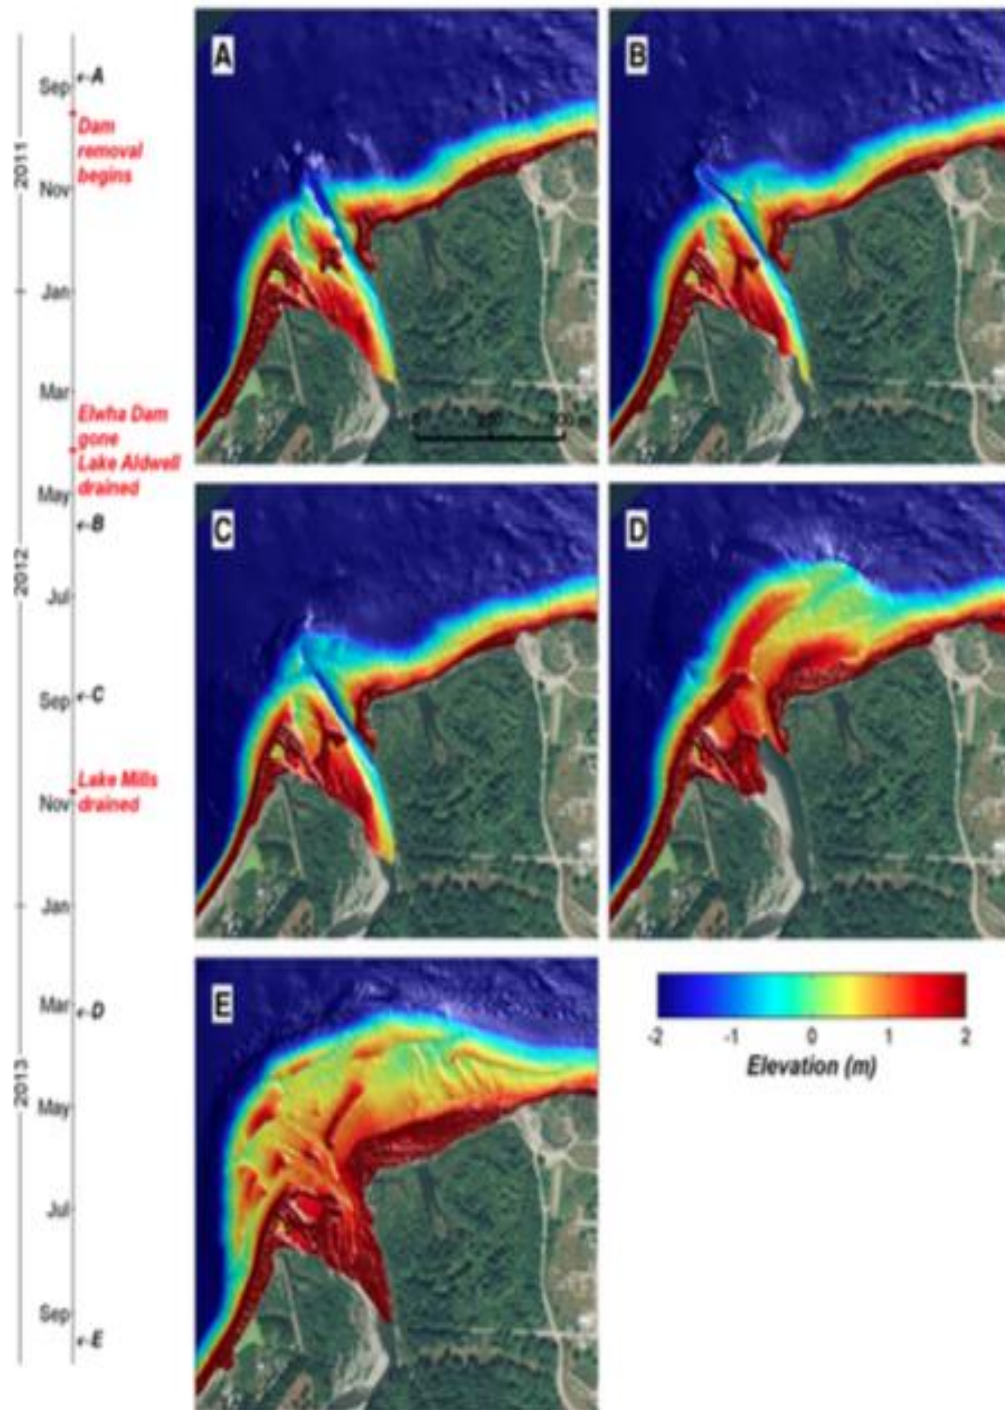 2011
2012
2013
Sep
Nov
Jan
Mar
May
Jul
Sep
Nov
Jan
Mar
May
Jul
Sep
←A
Dam
removal
begins
Elwha Dam
gone
Lake Aldwell
drained
←B
←C
Lake Mills
drained
←D
←E
A
B
C
D
E
-2
-1
0
1
2
Elevation (m)